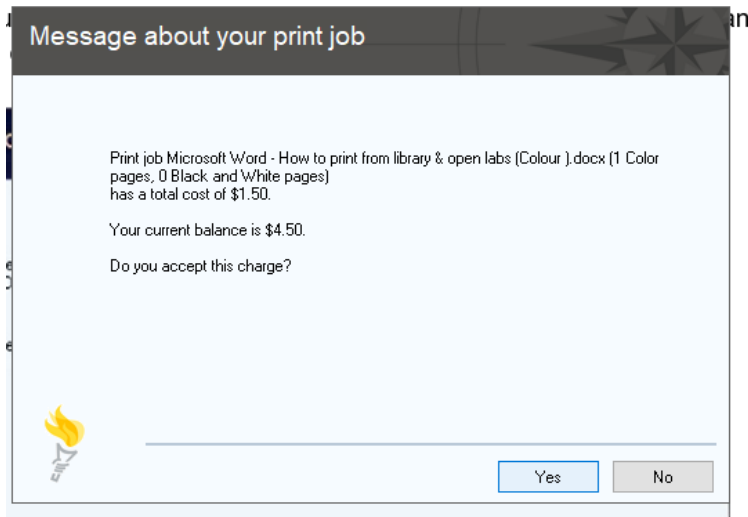 Message about your print job
an
Print job Microsoft Word - How to print from library & open labs (Colour ).docx (1 Color
pages, 0 Black and White pages)
has a total cost of $1.50.
Your current balance is $4.50.
Do you accept this charge?
Yes
No